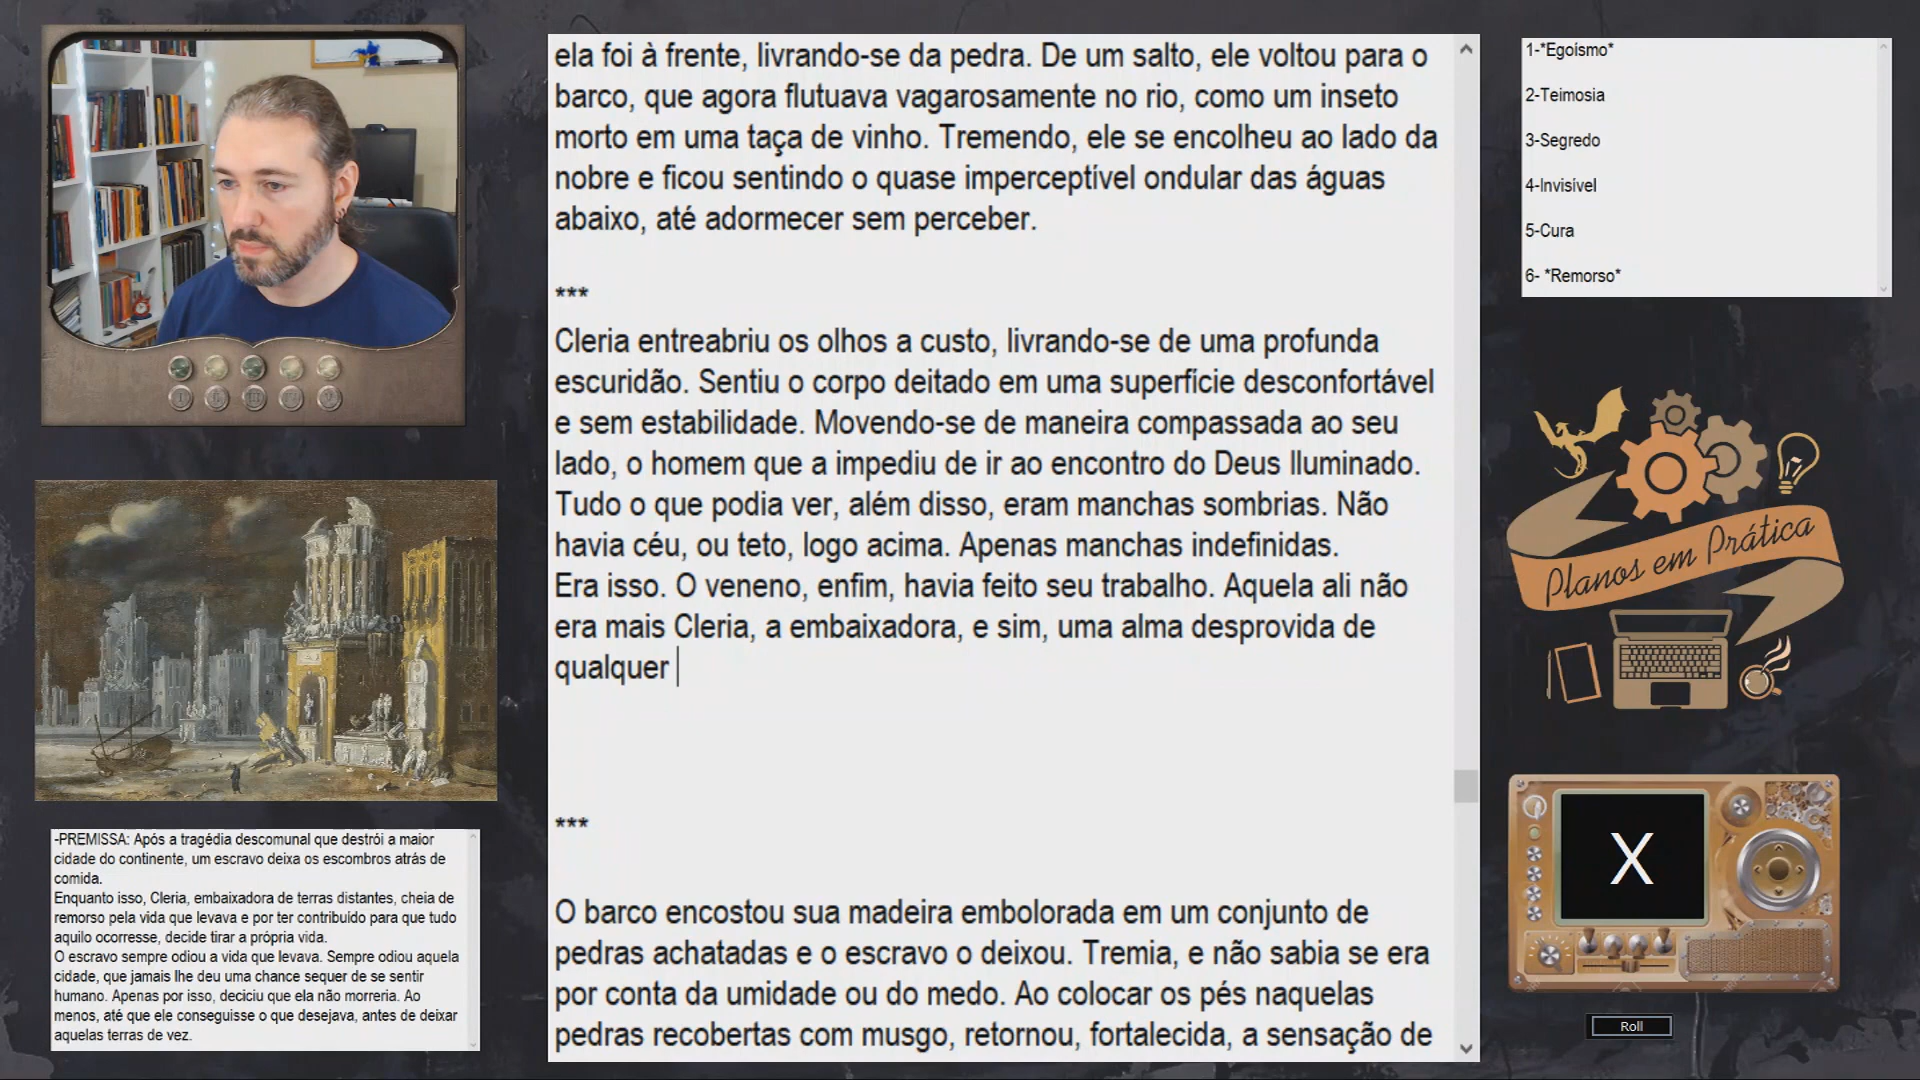 ela foi à frente, livrando-se da pedra. De um salto, ele voltou para o
barco, que agora flutuava vagarosamente no rio, como um inseto
morto em uma taça de vinho. Tremendo, ele se encolheu ao lado da
nobre e ficou sentindo o quase imperceptível ondular das águas
abaixo, até adormecer sem perceber.
***
Cleria entreabriu os olhos a custo, livrando-se de uma profunda
escuridão. Sentiu o corpo deitado em uma superfície desconfortável
e sem estabilidade. Movendo-se de maneira compassada ao seu
lado, o homem que a impediu de ir ao encontro do Deus Iluminado.
Tudo o que podia ver, além disso, eram manchas sombrias. Não
havia céu, ou teto, logo acima. Apenas manchas indefinidas.
Era isso. O veneno, enfim, havia feito seu trabalho. Aquela ali não
era mais Cleria, a embaixadora, e sim, uma alma desprovida de
qualquer
***
O barco encostou sua madeira embolorada em um conjunto de
pedras achatadas e o escravo o deixou. Tremia, e não sabia se era
por conta da umidade ou do medo. Ao colocar os pés naquelas
pedras recobertas com musgo, retornou, fortalecida, a sensação de
-PREMISSA: Após a tragédia descomunal que destrói a maior
cidade do continente, um escravo deixa os escombros atrás de
comida.
Enquanto isso, Cleria, embaixadora de terras distantes, cheia de
remorso pela vida que levava e por ter contribuído para que tudo
aquilo ocorresse, decide tirar a própria vida.
O escravo sempre odiou a vida que levava. Sempre odiou aquela
cidade, que jamais lhe deu uma chance sequer de se sentir
humano. Apenas por isso, deciciu que ela não morreria. Ao
menos, até que ele conseguisse o que desejava, antes de deixar
aquelas terras de vez.
1-*Egoísmo*
2-Teimosia
3-Segredo
4-Invisível
5-Cura
6- *Remorso*
Planos em Prática
X
Roll